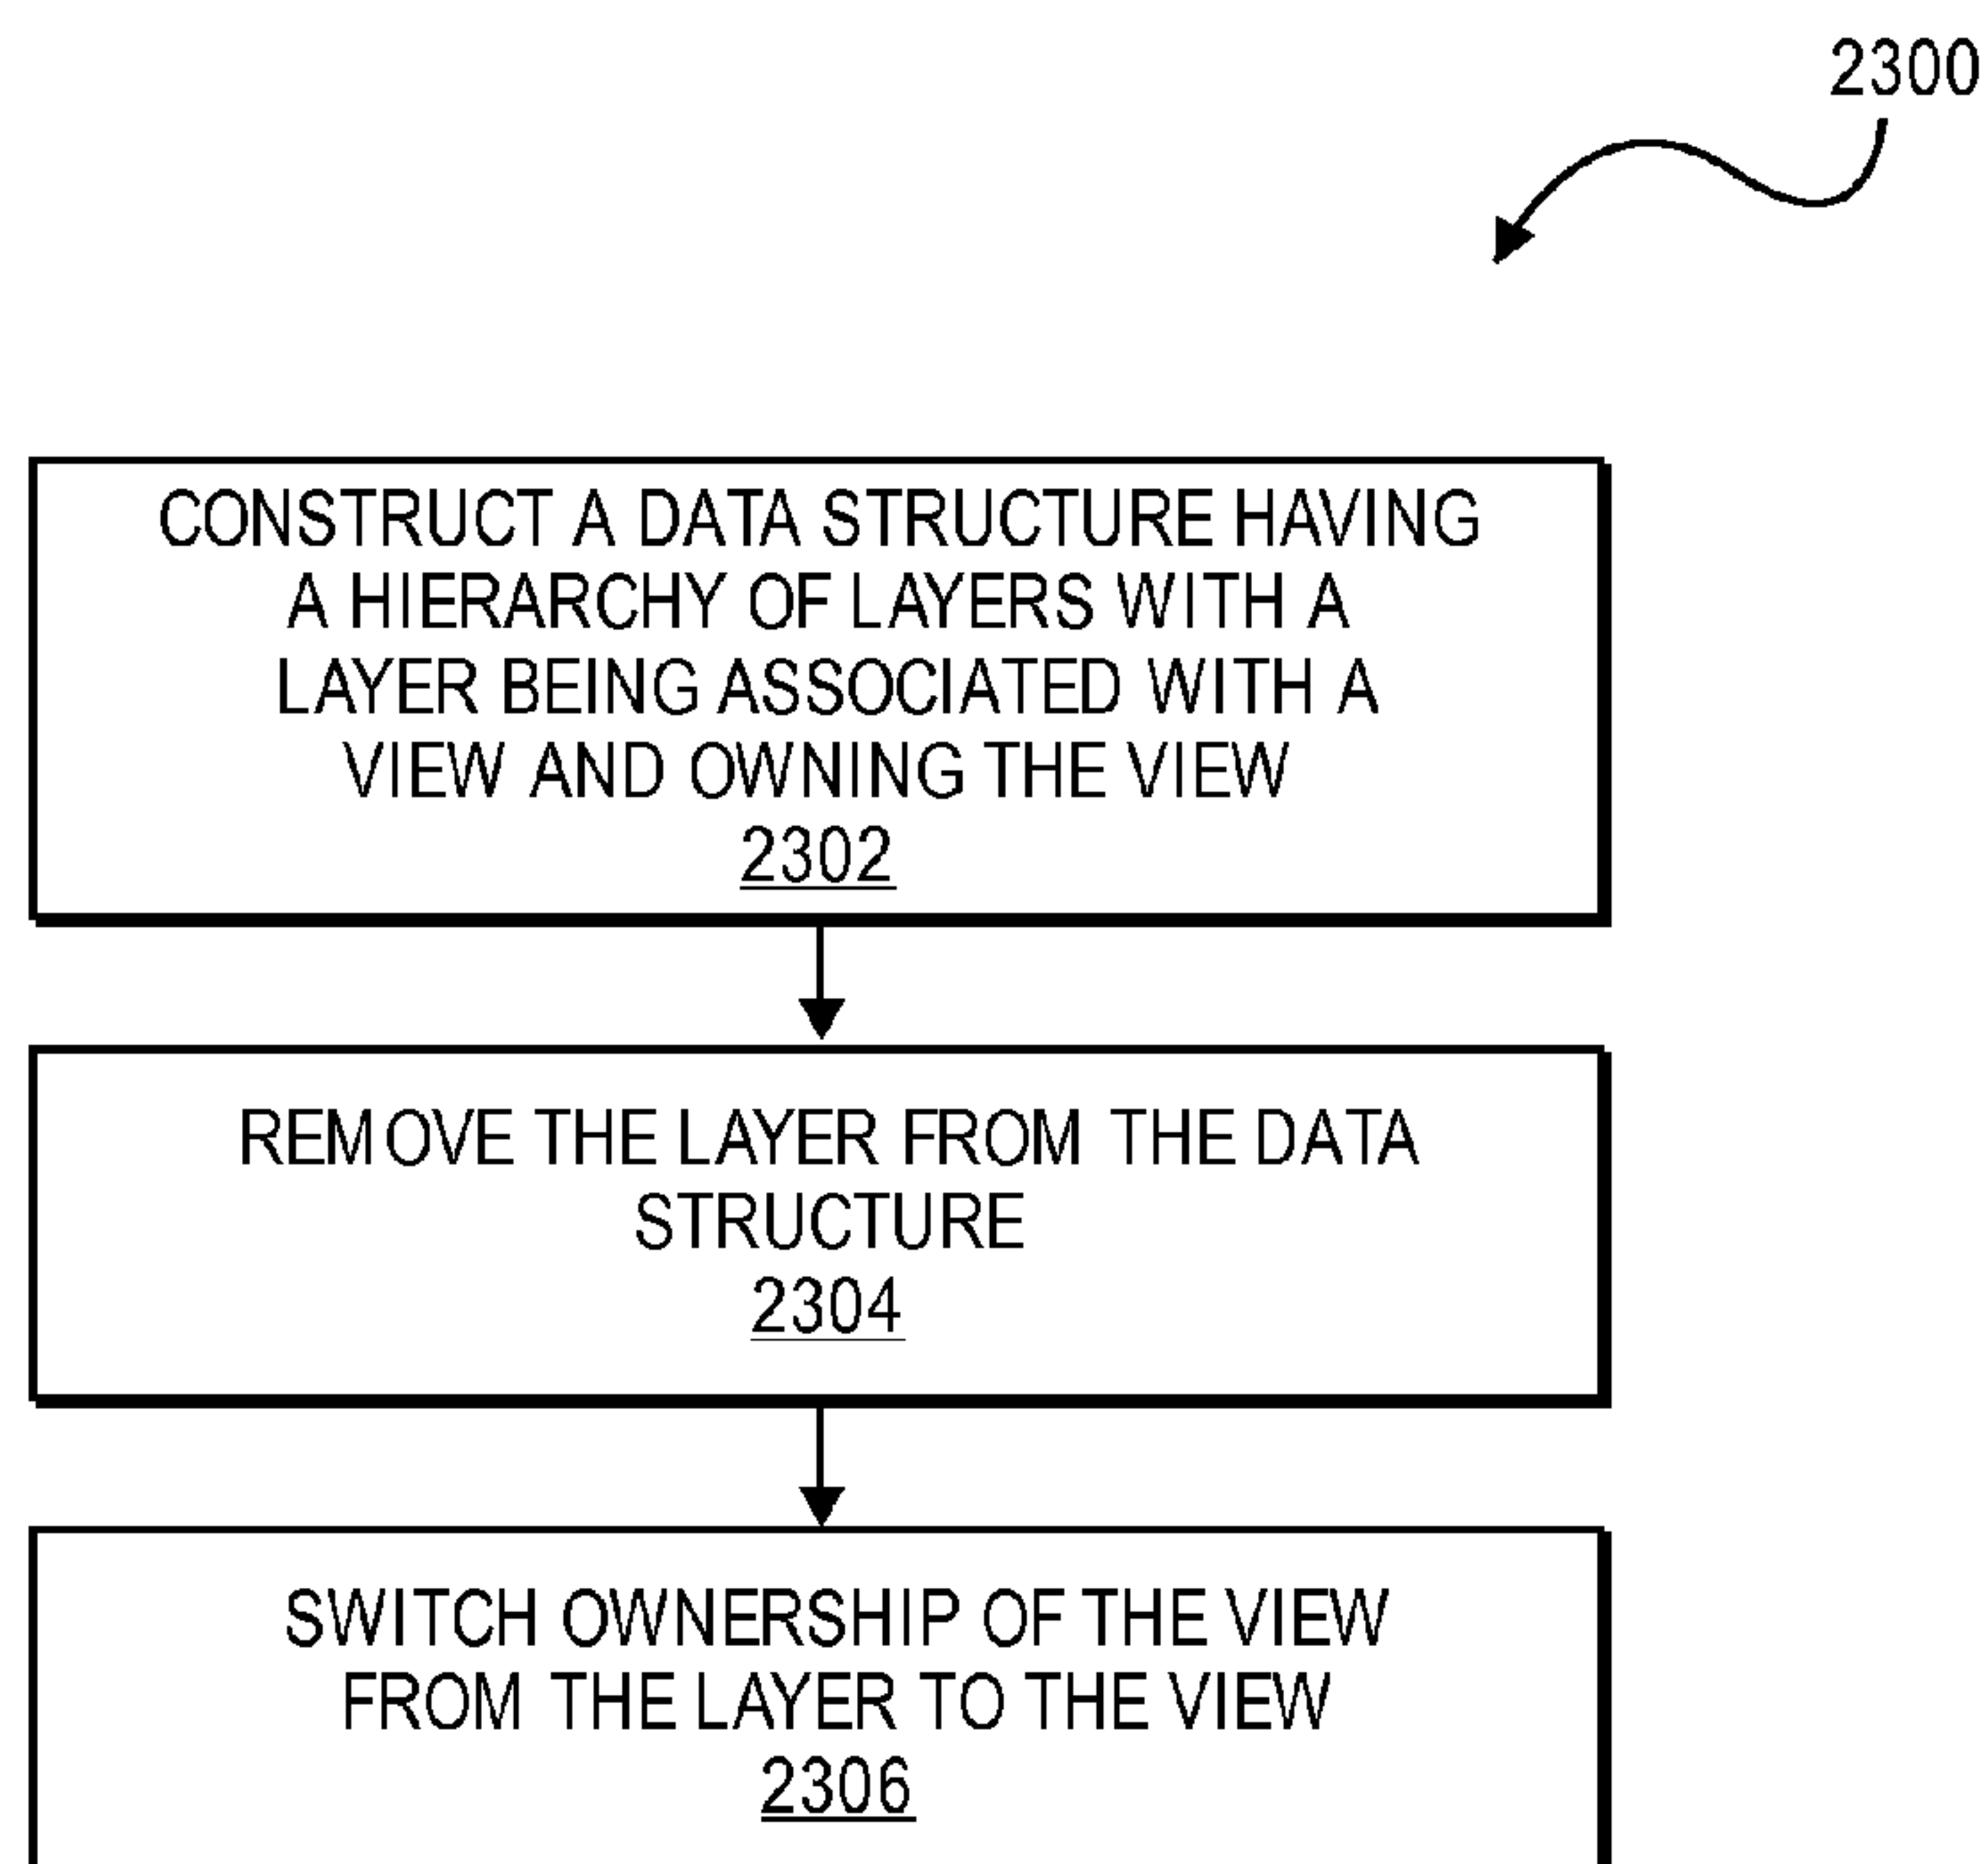 2300
CONSTRUCT A DATA STRUCTURE HAVING
A HIERARCHY OF LAYERS WITH A
LAYER BEING ASSOCIATED WITH A
VIEW AND OWNING THE VIEW
2302
REMOVE THE LAYER FROM THE DATA
STRUCTURE
2304
SWITCH OWNERSHIP OF THE VIEW
FROM THE LAYER TO THE VIEW
2306